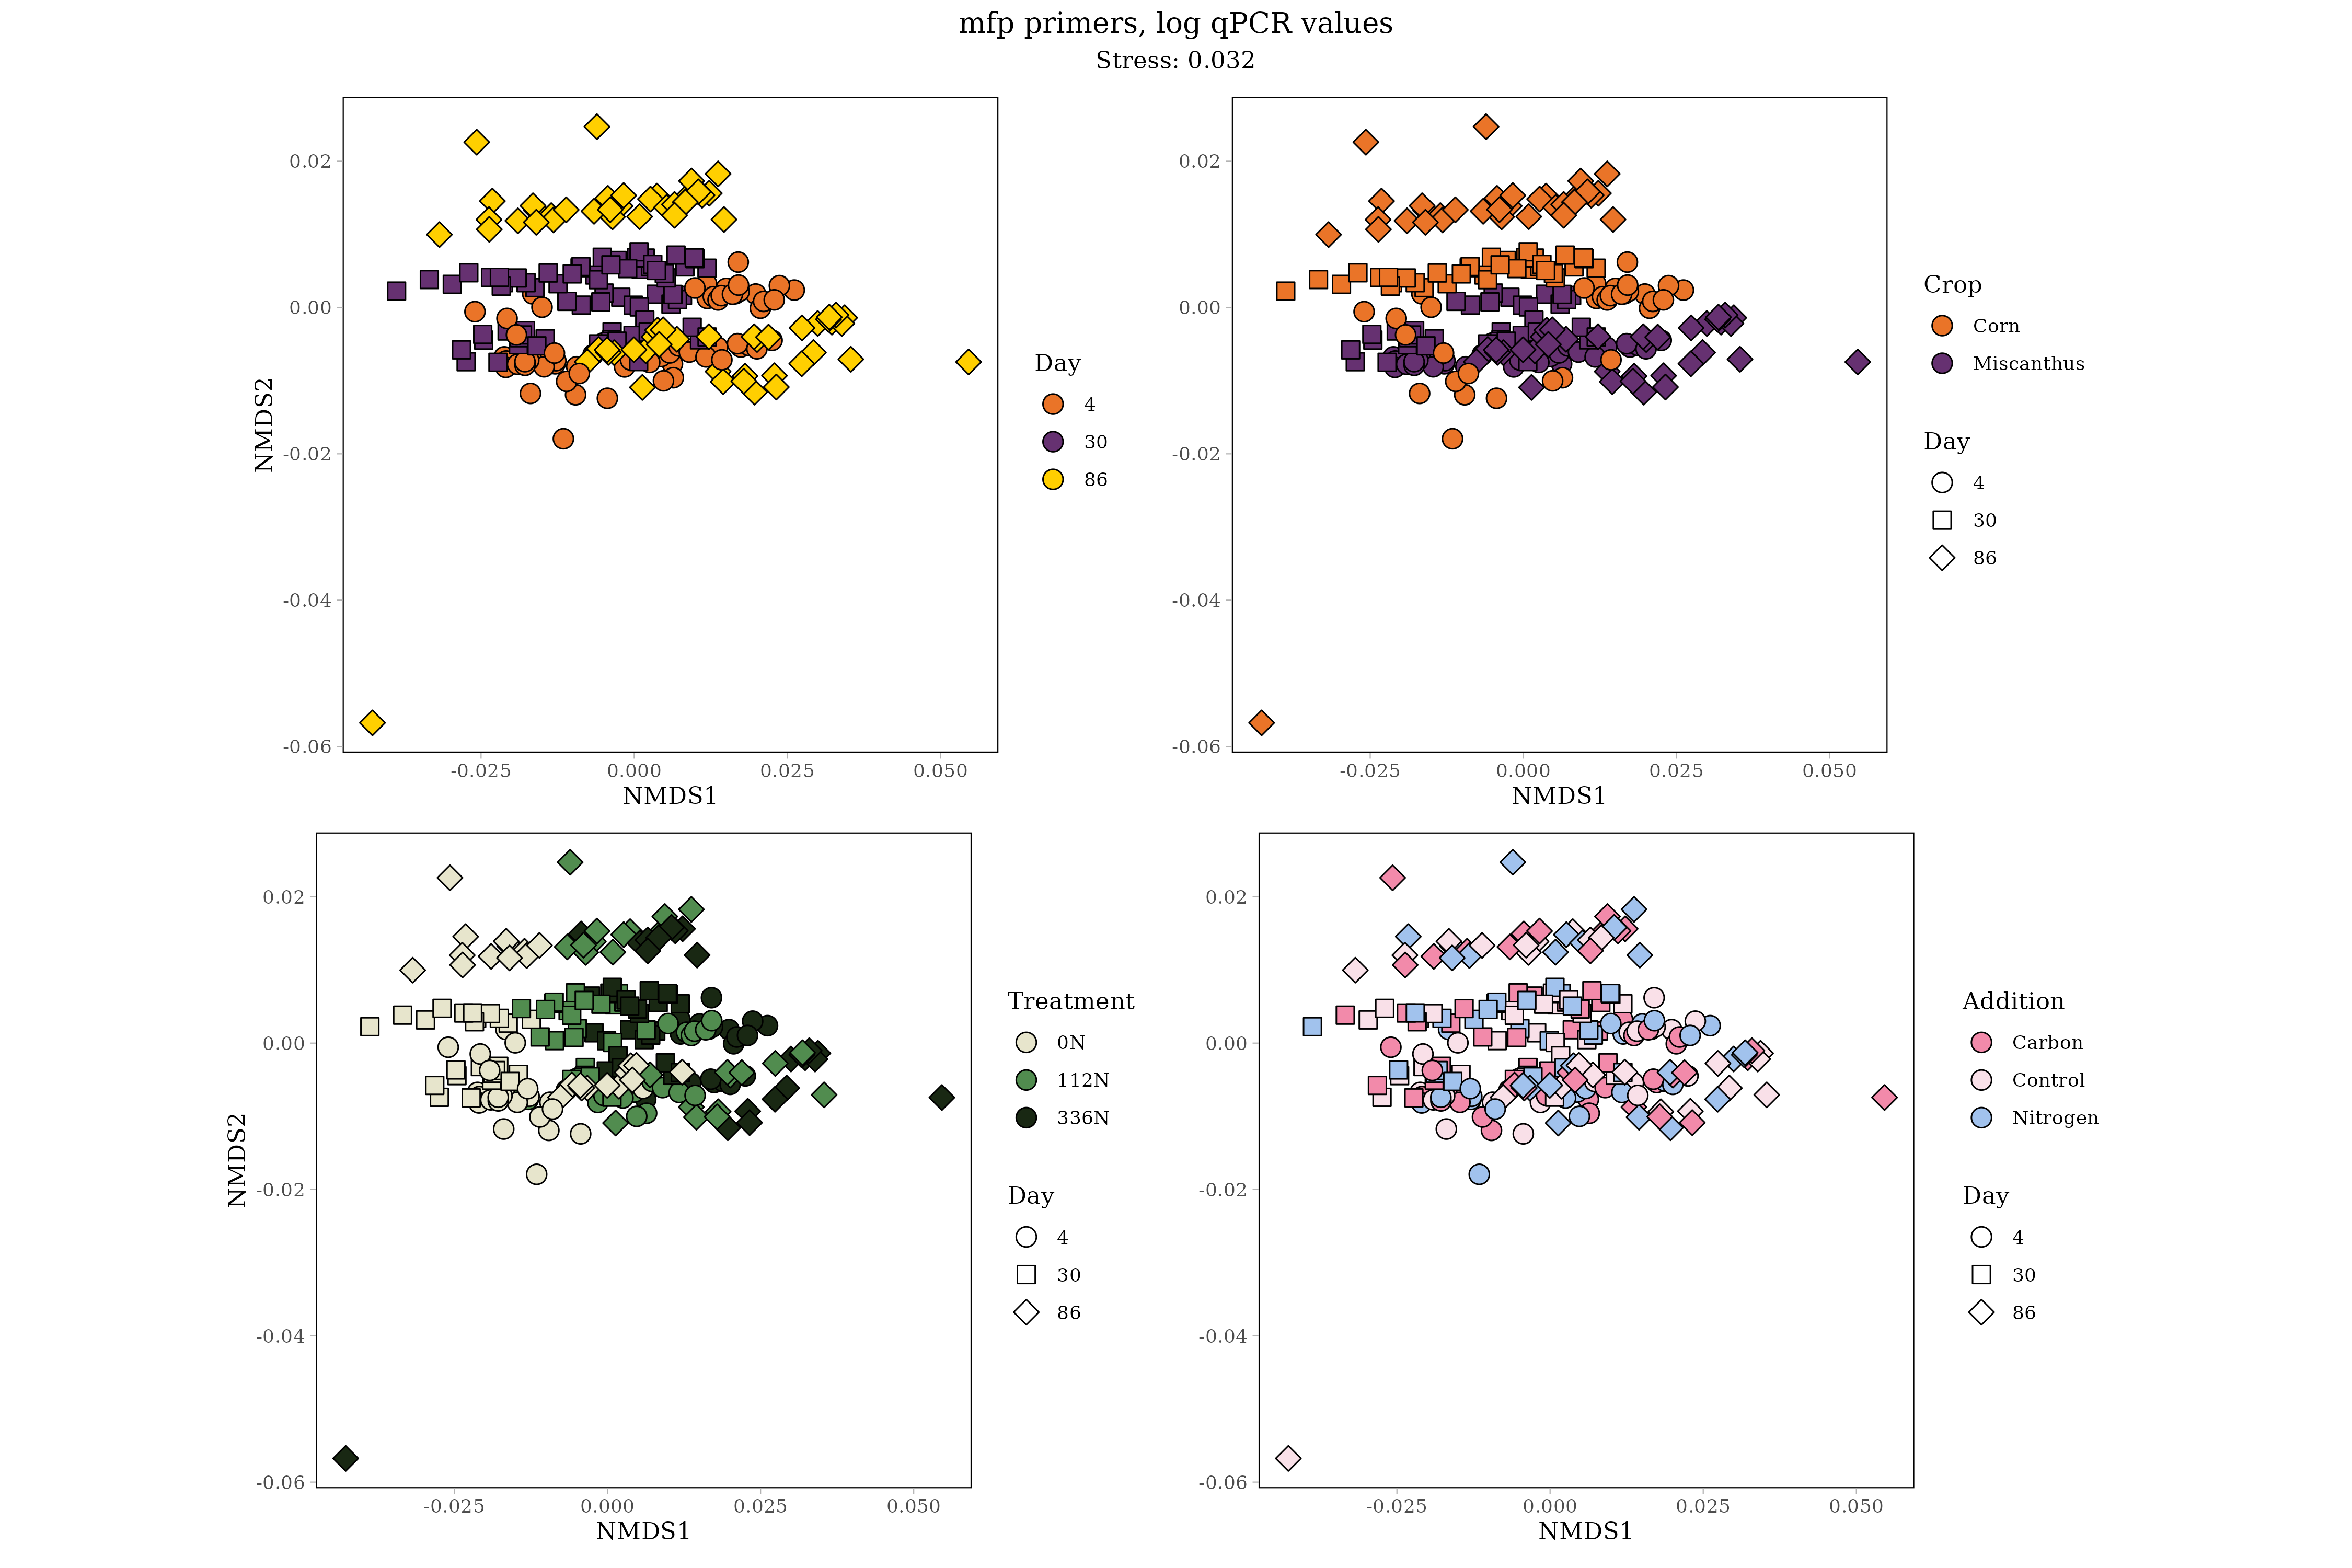 mfp primers, log qPCR values
Stress: 0.032
NMDS2
0.02
0.00
-0.02
-0.04
-0.06
-0.025
0.000
0.025
0.050
NMDS1
Day
4
30
86
0.02
0.00
-0.02
-0.04
-0.06
-0.025
0.000
0.025
0.050
NMDS1
Crop
Corn
Miscanthus
Day
4
30
86
NMDS2
0.02
0.00
-0.02
-0.04
-0.06
-0.025
0.000
0.025
0.050
NMDS1
Treatment
0N
112N
336N
Day
4
30
86
0.02
0.00
-0.02
-0.04
-0.06
-0.025
0.000
0.025
0.050
NMDS1
Addition
Carbon
Control
Nitrogen
Day
4
30
86